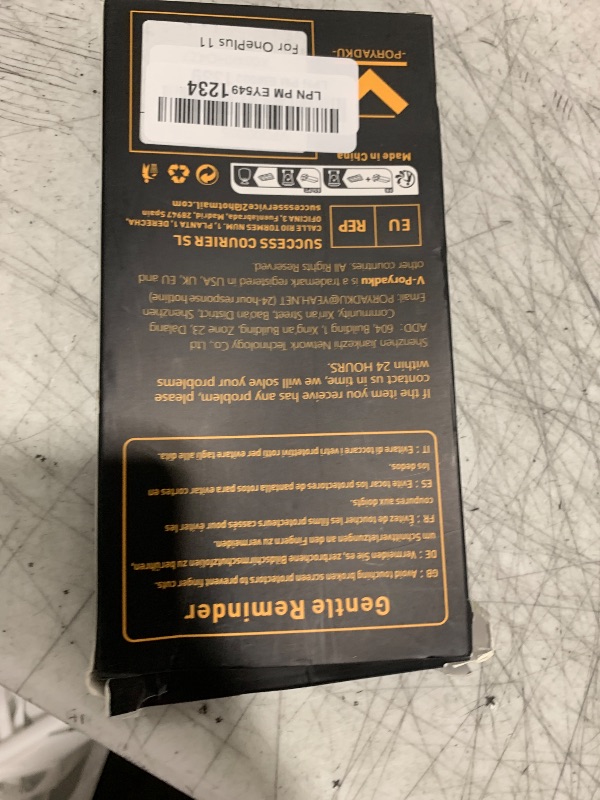 Gentle Reminder
GB : Avoid touching broken screen protectors to prevent finger cuts.
DE : Vermeiden Sie es, zerbrochene Bildschirmschutzfolien zu berühren,
um Schnittverletzungen an den Fingern zu vermeiden.
FR : Évitez de toucher les films protecteurs cassés pour éviter les
coupures aux doigts.
ES : Evite tocar los protectores de pantalla rotos para evitar cortes en
los dedos.
IT : Evitare di toccare i vetri protettivi rotti per evitare tagli alle dita.
If the item you receive has any problem, please
contact us in time, we will solve your problems
within 24 HOURS.
Shenzhen Jiankezhi Network Technology Co., Ltd
ADD: 604, Building 1, Xing'an Building, Zone 23, Dalang
Community, Xin'an Street, Baoan District, Shenzhen
Email: PORYADKU@YEAH.NET (24-hour response hotline)
V-Poryadku is a trademark registered in USA, UK, EU and
other countries. All Rights Reserved.
EU REP
SUCCESS COURIER SL
CALLE RIO TORMES NUM. 1, PLANTA 1, DERECHA,
OFICINA 3, Fuenlabrada, Madrid, 28947 Spain
successservice2@hotmail.com
FR
Made in China
LPN PM EY5491234
-PORYADKU-
For OnePlus 11